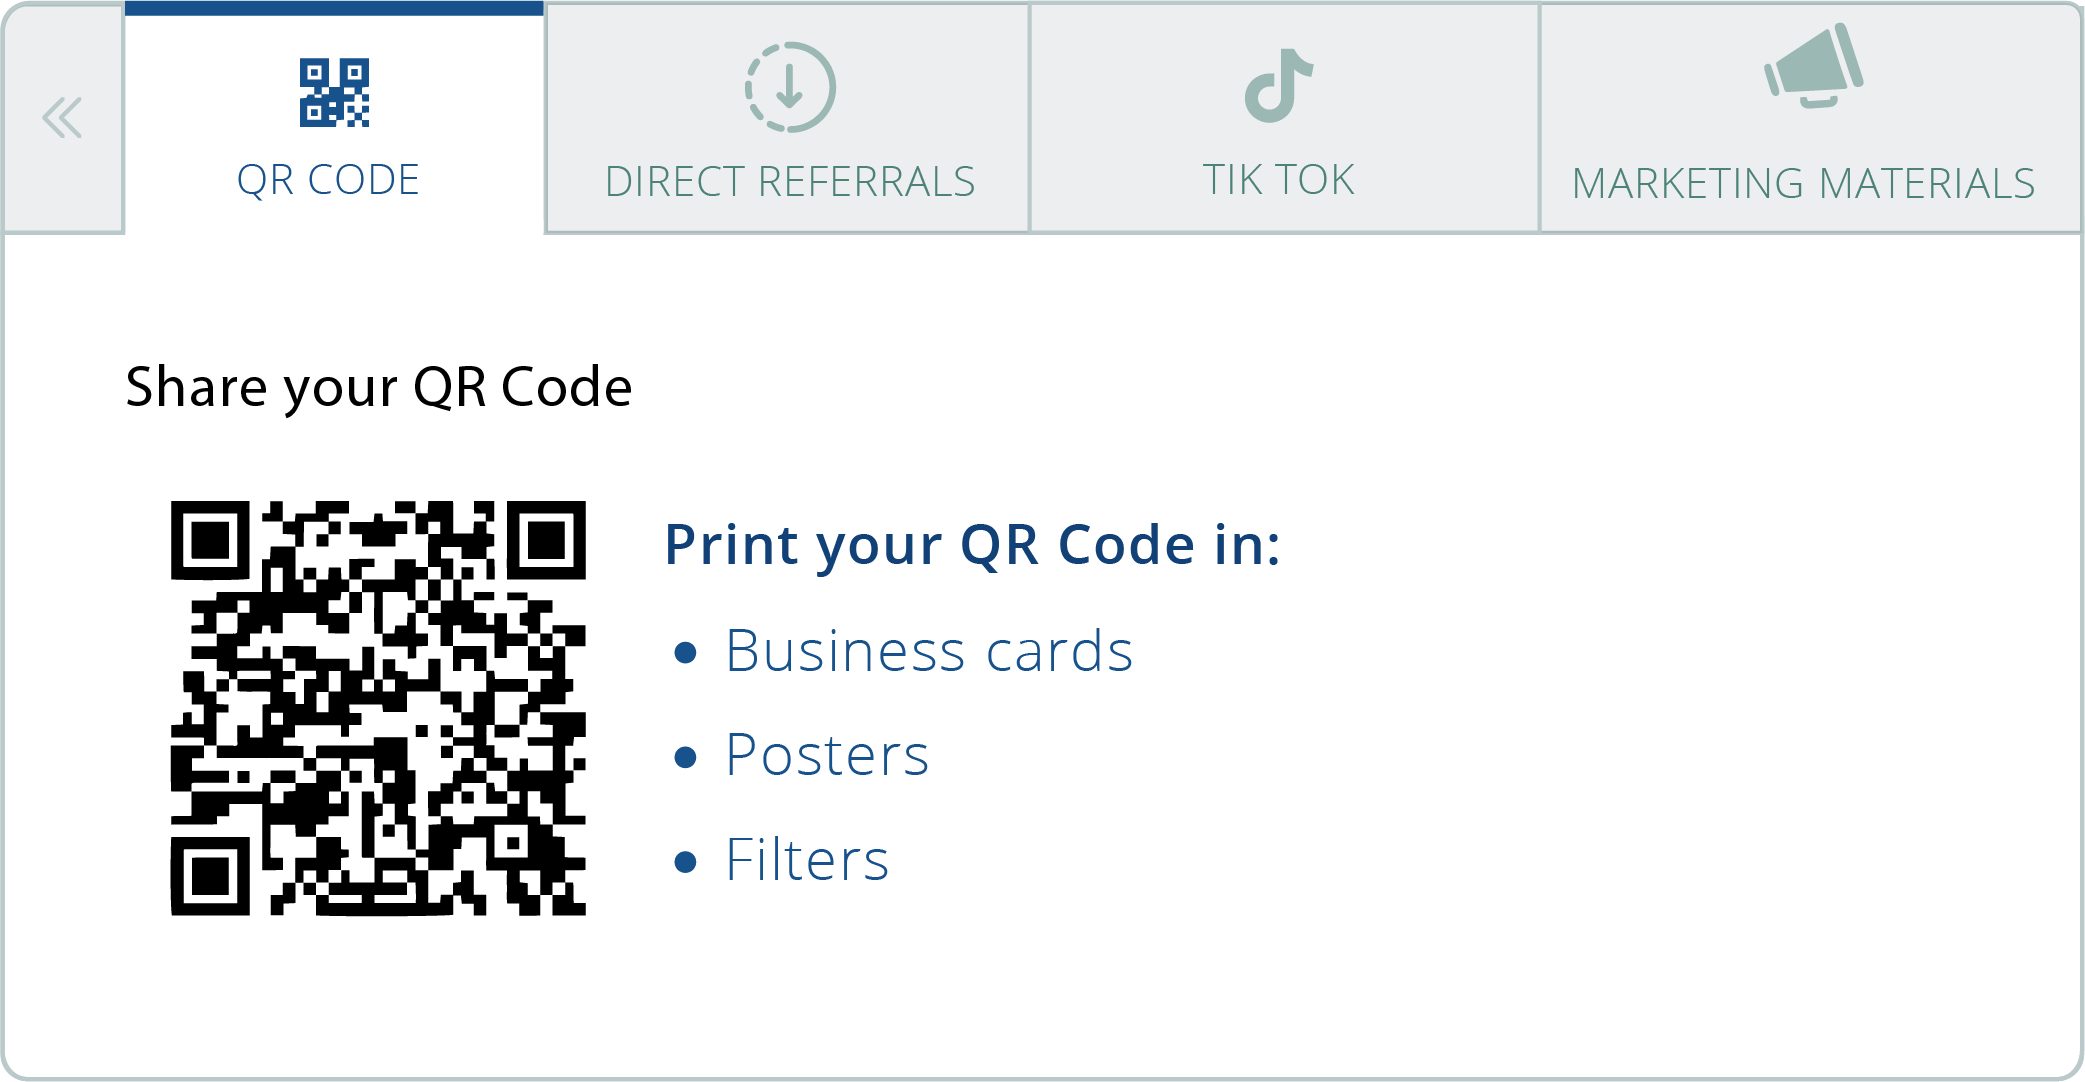 QR CODE
DIRECT REFERRALS
TIK TOK
MARKETING MATERIALS
Share your QR Code
Print your QR Code in:
• Business cards
• Posters
• Filters